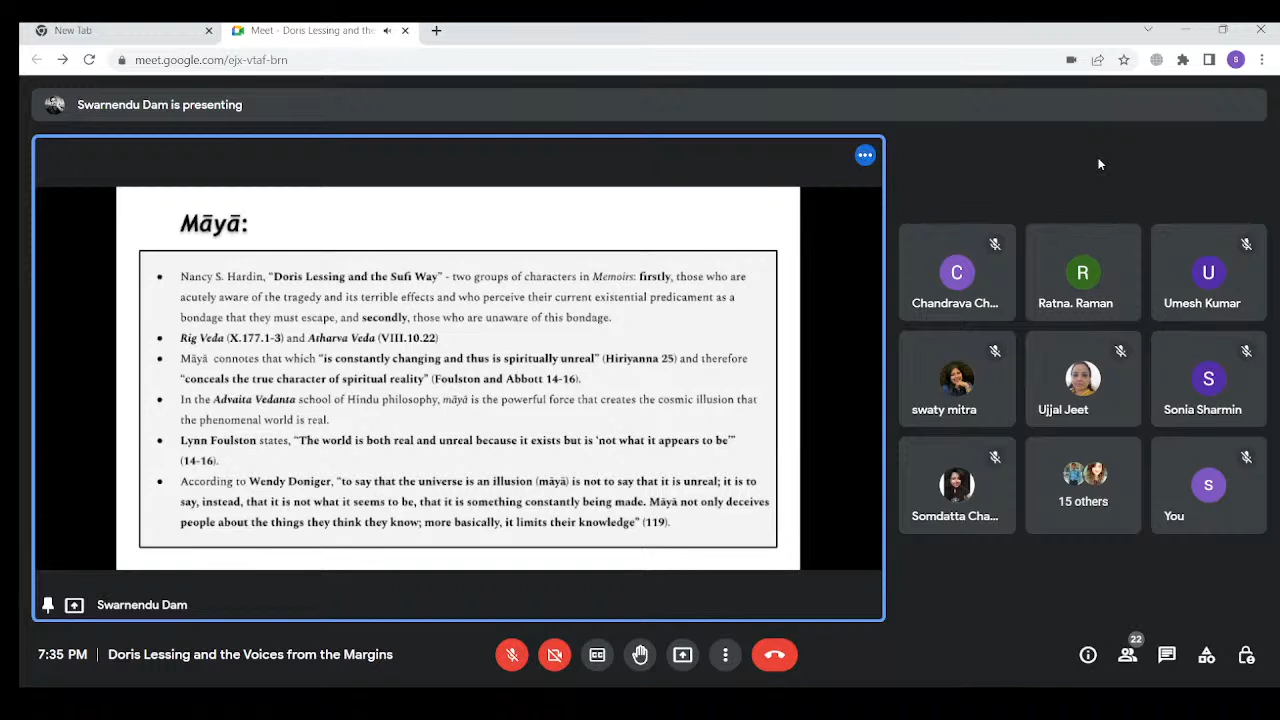 New Tab
Meet - Doris Lessing and the
meet.google.com/ejx-vtaf-brn
S
Swarnendu Dam is presenting
Māyā:
Nancy S. Hardin, "Doris Lessing and the Sufi Way" - two groups of characters in Memoirs: firstly, those who are
acutely aware of the tragedy and its terrible effects and who perceive their current existential predicament as a
bondage that they must escape, and secondly, those who are unaware of this bondage.
Rig Veda (X.177.1-3) and Atharva Veda (VIII.10.22)
Māyā connotes that which "is constantly changing and thus is spiritually unreal" (Hiriyanna 25) and therefore
"conceals the true character of spiritual reality" (Foulston and Abbott 14-16).
In the Advaita Vedanta school of Hindu philosophy, māyā is the powerful force that creates the cosmic illusion that
the phenomenal world is real.
Lynn Foulston states, "The world is both real and unreal because it exists but is 'not what it appears to be'"
(14-16).
According to Wendy Doniger, "to say that the universe is an illusion (māyā) is not to say that it is unreal; it is to
say, instead, that it is not what it seems to be, that it is something constantly being made. Māyā not only deceives
people about the things they think they know; more basically, it limits their knowledge" (119).
Swarnendu Dam
C
Chandrava Ch...
R
Ratna. Raman
U
Umesh Kumar
swaty mitra
Ujjal Jeet
S
Sonia Sharmin
Somdatta Cha...
15 others
S
You
7:35 PM | Doris Lessing and the Voices from the Margins
CC
22